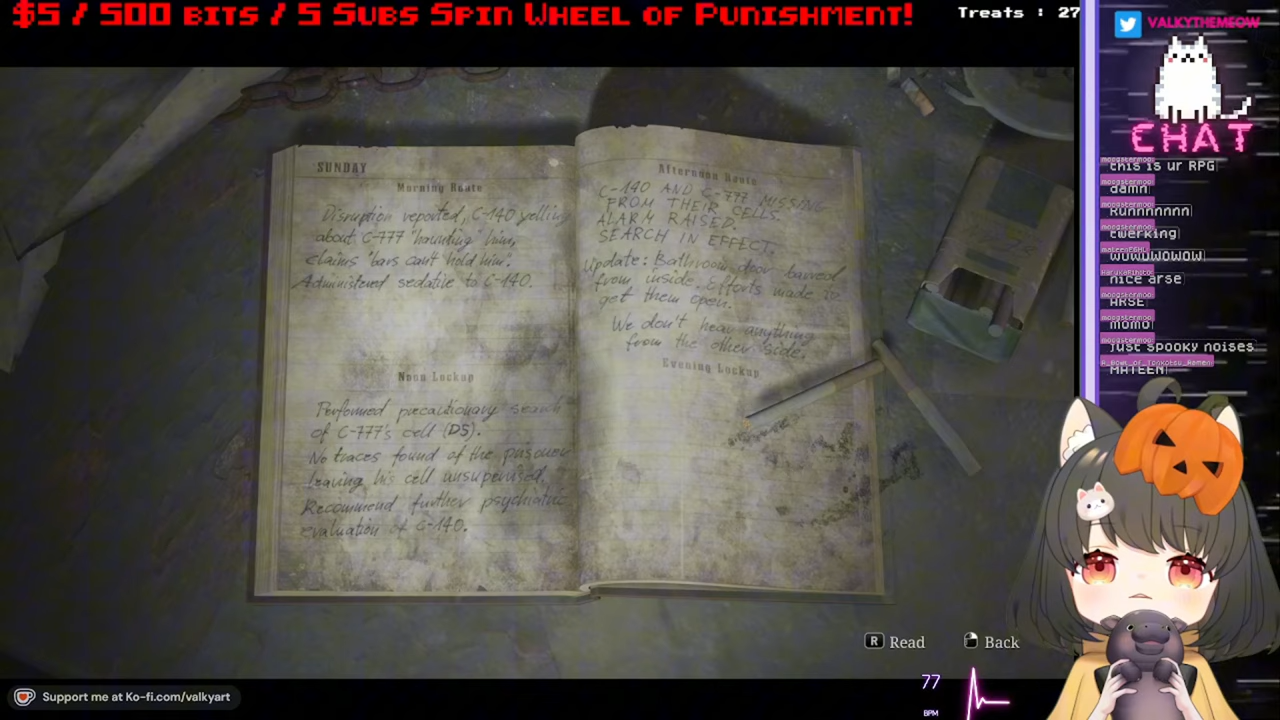 $5 / 500 bits / 5 Subs Spin Wheel of Punishment!
Treats : 27
VALKYTHEMEOW
CHAT
this is ur RPG
damn
Runnnnnnn
twerking
WOWOWOWOW
nice arse
ARSE
momo
just spooky noises
A_Bowl_of_Tonkotsu_Ramen
MATEEN!
SUNDAY
Morning Route
Disruption reported, C-140 yelling
about C-777 "haunting" him,
claims 'bars can't hold him'.
Administered sedative to C-140.
Noon Lockup
Performed precautionary search
of C-777's cell (D5).
No traces found of the prisoner
leaving his cell unsupervised.
Recommend further psychiatric
evaluation of C-140.
Afternoon Route
C-140 AND C-777 MISSING
FROM THEIR CELLS.
ALARM RAISED.
SEARCH IN EFFECT.
Update: Bathroom door barred
from inside, efforts made to
get them open.
We don't hear anything
from the other side.
Evening Lockup
R Read
Back
77
BPM
Support me at Ko-fi.com/valkyart